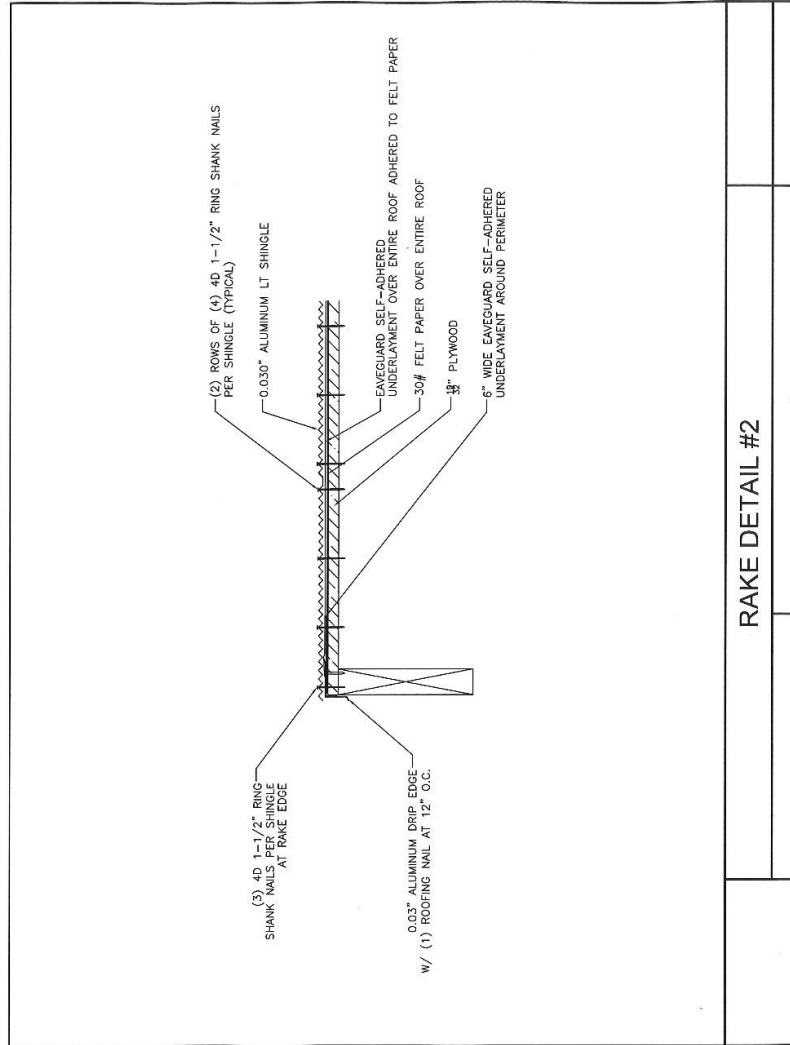 (2) ROWS OF (4) 4D 1-1/2" RING SHANK NAILS
PER SHINGLE (TYPICAL)
0.030" ALUMINUM LT SHINGLE
EAVEGUARD SELF-ADHERED
UNDERLAYMENT OVER ENTIRE ROOF ADHERED TO FELT PAPER
30# FELT PAPER OVER ENTIRE ROOF
19/32" PLYWOOD
6" WIDE EAVEGUARD SELF-ADHERED
UNDERLAYMENT AROUND PERIMETER
(3) 4D 1-1/2" RING
SHANK NAILS PER SHINGLE
AT RAKE EDGE
0.03" ALUMINUM DRIP EDGE
W/ (1) ROOFING NAIL AT 12" O.C.
RAKE DETAIL #2